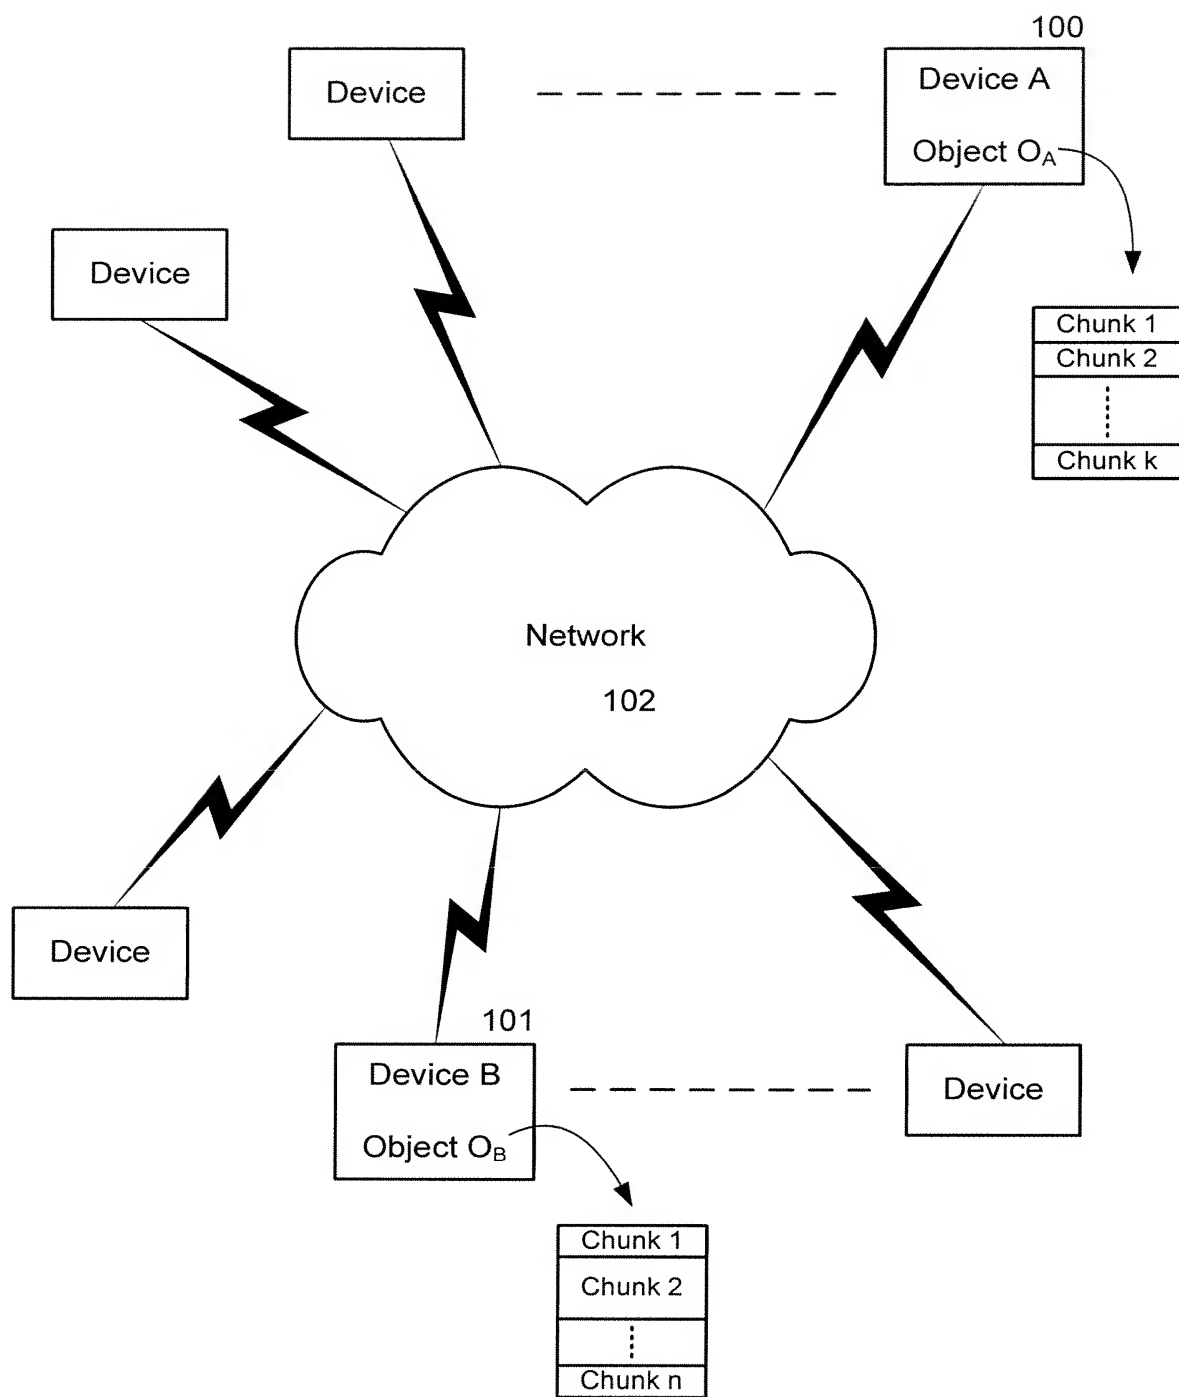 100
Device
Device A
Object OA
Device
Chunk 1
Chunk 2
Chunk k
Network
102
Device
101
Device B
Object OB
Device
Chunk 1
Chunk 2
Chunk n